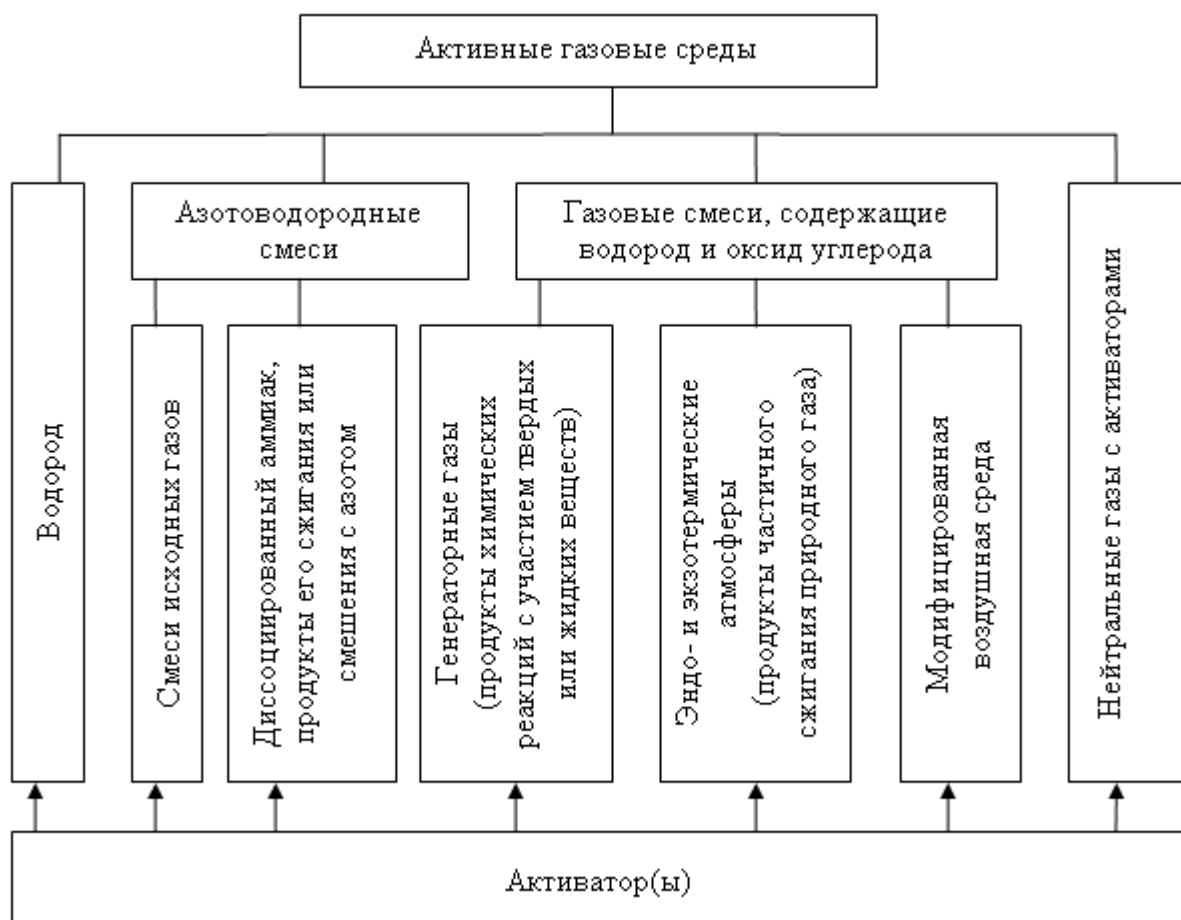 Активные газовые среды
Азотоводородные
смеси
Газовые смеси, содержащие
водород и оксид углерода
Водород
Смеси исходных газов
Диссоциированный аммиак,
продукты его сжигания или
смешения с азотом
Генераторные газы
(продукты химических
реакций с участием твердых
или жидких веществ)
Эндо- и экзотермические
атмосферы
(продукты частичного
сжигания природного газа)
Модифицированная
воздушная среда
Нейтральные газы с активаторами
Активатор(ы)